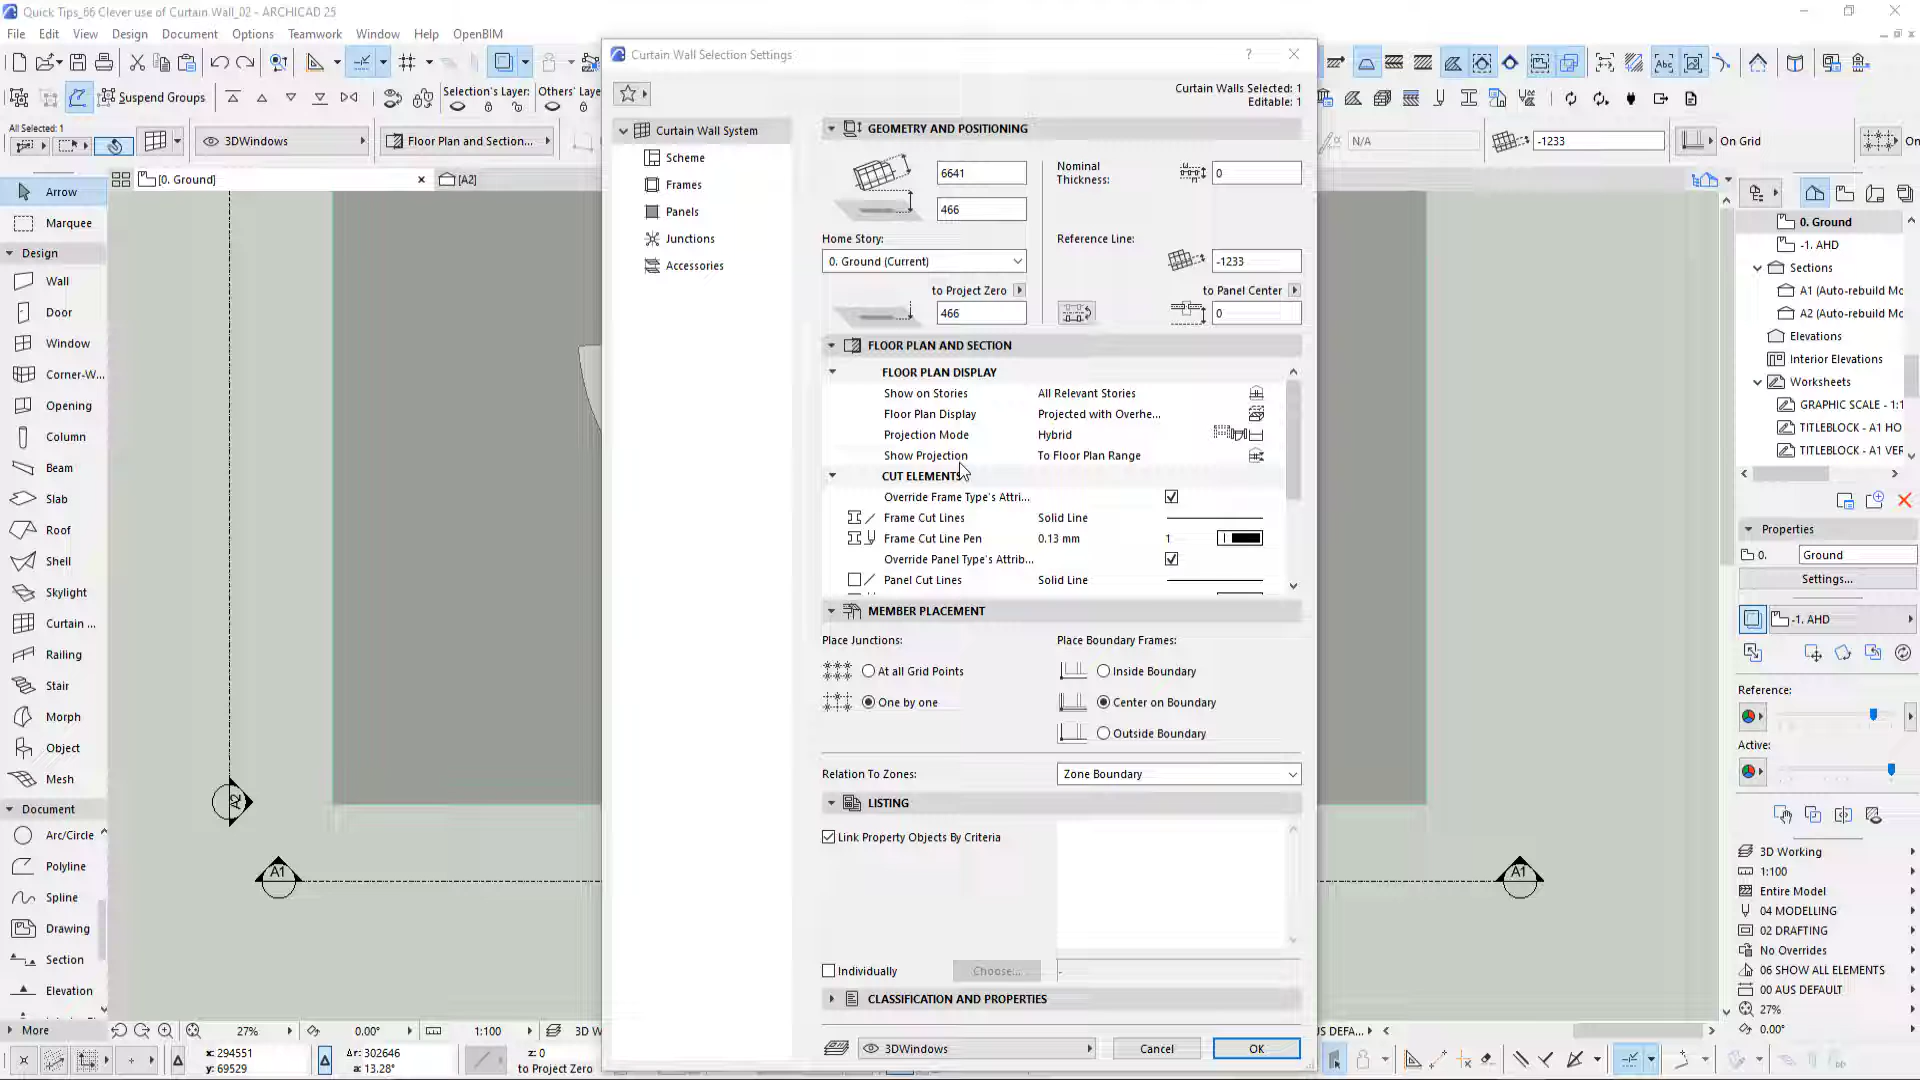 Quick Tips_66 Clever use of Curtain Wall_02 - ARCHICAD 25
File Edit View Design Document Options Teamwork Window Help OpenBIM
Suspend Groups
Selection's Layer: Others' Laye
All Selected: 1
3DWindows
Floor Plan and Section...
N/A
-1233
On Grid
On
[0. Ground]
[A2]
Arrow
Marquee
Design
Wall
Door
Window
Corner-W...
Opening
Column
Beam
Slab
Roof
Shell
Skylight
Curtain ...
Railing
Stair
Morph
Object
Mesh
Document
Arc/Circle
Polyline
Spline
Drawing
Section
Elevation
More
A2
A1
A1
Curtain Wall Selection Settings
?
Curtain Walls Selected: 1
Editable: 1
Curtain Wall System
Scheme
Frames
Panels
Junctions
Accessories
GEOMETRY AND POSITIONING
6641
466
Nominal
Thickness:
0
Home Story:
0. Ground (Current)
Reference Line:
-1233
to Project Zero
466
to Panel Center
0
FLOOR PLAN AND SECTION
FLOOR PLAN DISPLAY
Show on Stories All Relevant Stories
Floor Plan Display Projected with Overhe...
Projection Mode Hybrid
Show Projection To Floor Plan Range
CUT ELEMENTS
Override Frame Type's Attri...
Frame Cut Lines Solid Line
Frame Cut Line Pen 0.13 mm 1
Override Panel Type's Attrib...
Panel Cut Lines Solid Line
MEMBER PLACEMENT
Place Junctions:
At all Grid Points
One by one
Place Boundary Frames:
Inside Boundary
Center on Boundary
Outside Boundary
Relation To Zones: Zone Boundary
LISTING
Link Property Objects By Criteria
Individually Choose... -
CLASSIFICATION AND PROPERTIES
3DWindows Cancel OK
0. Ground
-1. AHD
Sections
A1 (Auto-rebuild Mo
A2 (Auto-rebuild Mo
Elevations
Interior Elevations
Worksheets
GRAPHIC SCALE - 1:1
TITLEBLOCK - A1 HO
TITLEBLOCK - A1 VER
Properties
0. Ground
Settings...
-1. AHD
Reference:
Active:
3D Working
1:100
Entire Model
04 MODELLING
02 DRAFTING
No Overrides
06 SHOW ALL ELEMENTS
00 AUS DEFAULT
27%
0.00°
27% 0.00° 1:100 3D W
JS DEFA...
x: 294551
y: 69529
Δr: 302646
a: 13.28°
z: 0
to Project Zero